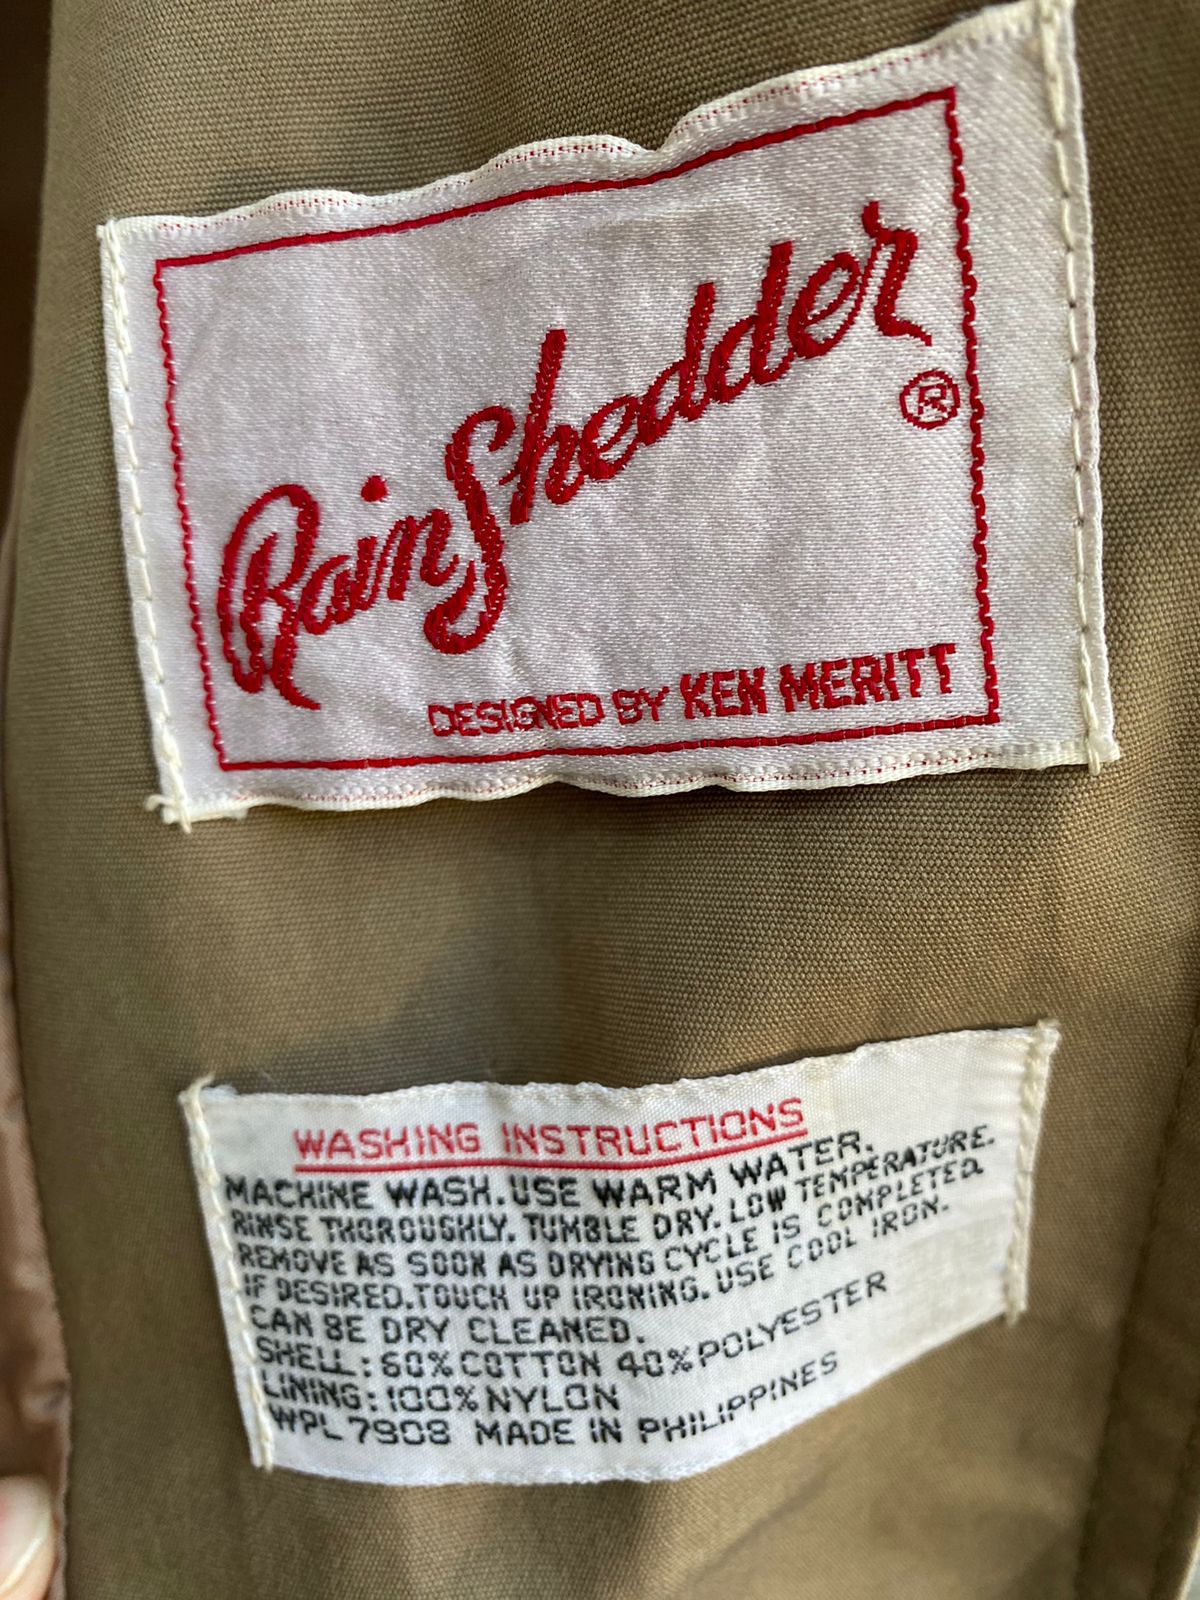 Rain Shedder
®
DESIGNED BY KEN MERITT
WASHING INSTRUCTIONS
MACHINE WASH. USE WARM WATER.
RINSE THOROUGHLY. TUMBLE DRY. LOW TEMPERATURE.
REMOVE AS SOON AS DRYING CYCLE IS COMPLETED.
IF DESIRED. TOUCH UP IRONING. USE COOL IRON.
CAN BE DRY CLEANED.
SHELL: 60% COTTON 40% POLYESTER
LINING: 100% NYLON
WPL 7908 MADE IN PHILIPPINES